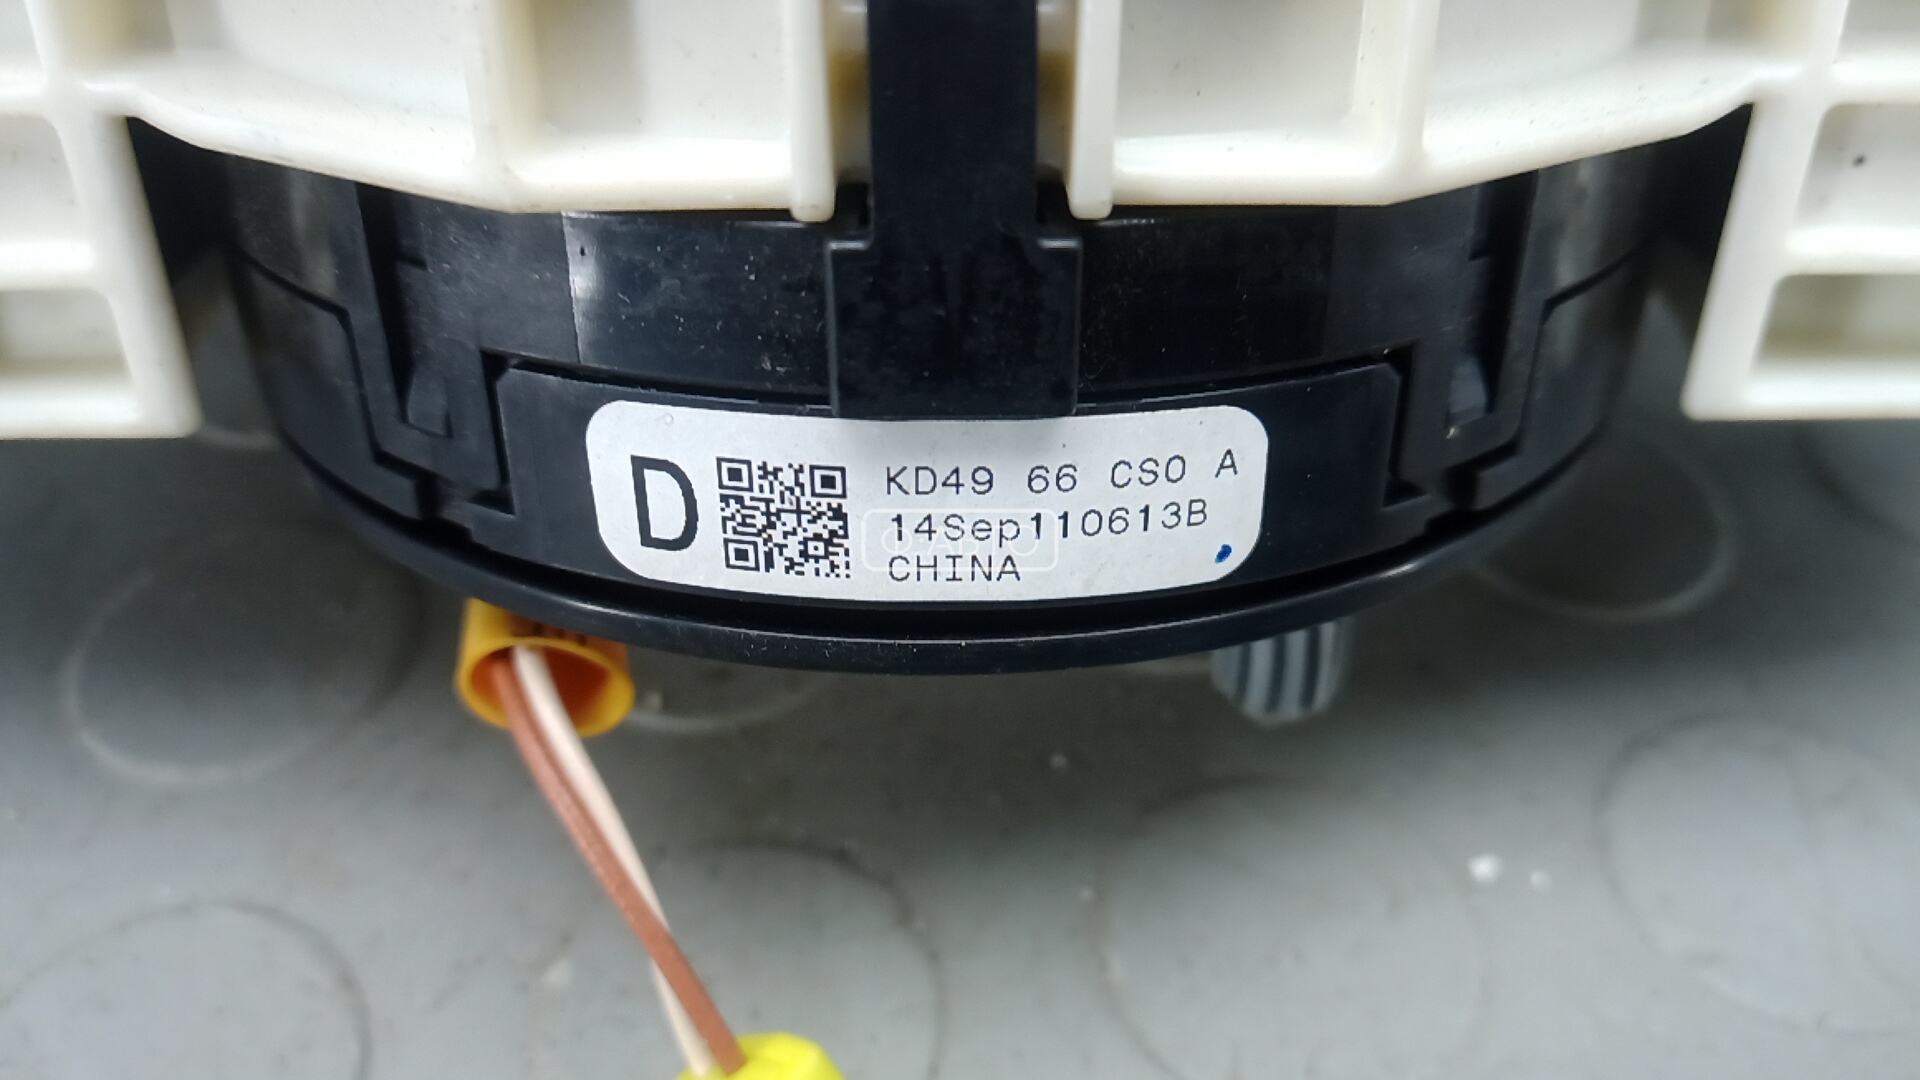 D
KD49 66 CS0 A
14Sep110613B
CHINA